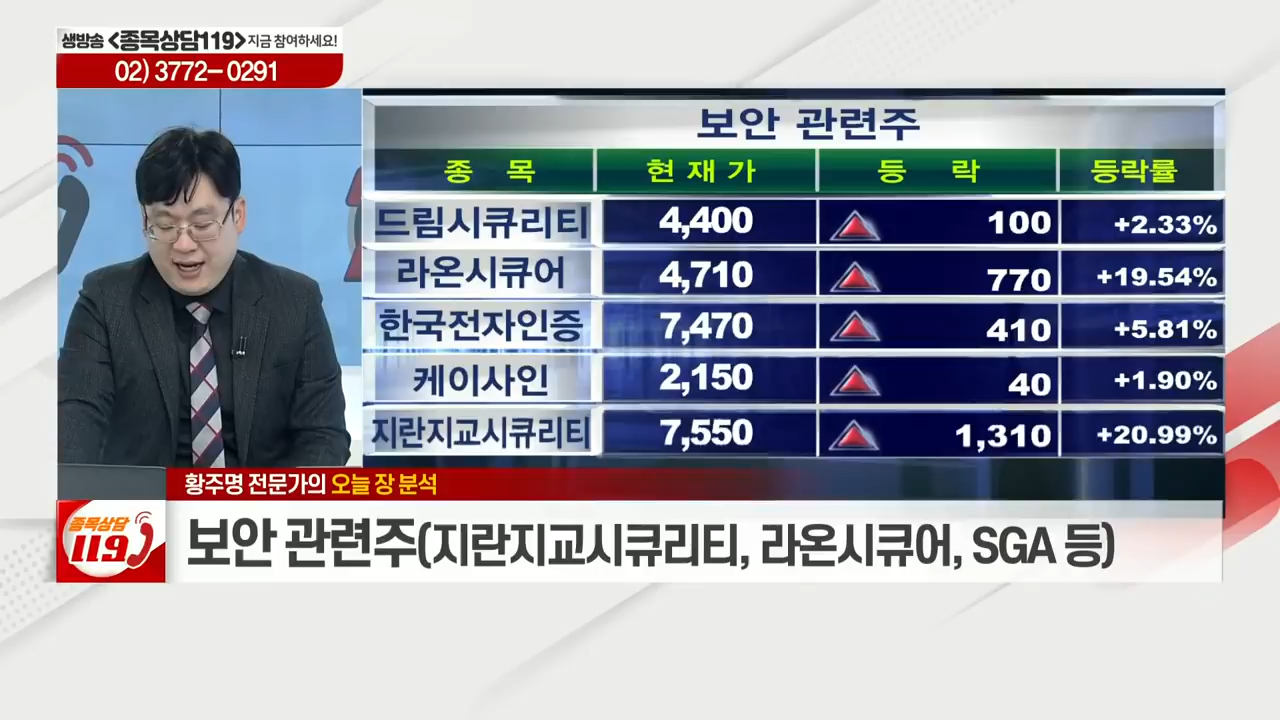 생방송 <종목상담119> 지금 참여하세요!
02) 3772-0291
보안 관련주
종 목 현 재 가 등 락 등락률
드림시큐리티 4,400 100 +2.33%
라온시큐어 4,710 770 +19.54%
한국전자인증 7,470 410 +5.81%
케이사인 2,150 40 +1.90%
지란지교시큐리티 7,550 1,310 +20.99%
황주명 전문가의 오늘 장 분석
종목상담
119
보안 관련주(지란지교시큐리티, 라온시큐어, SGA 등)